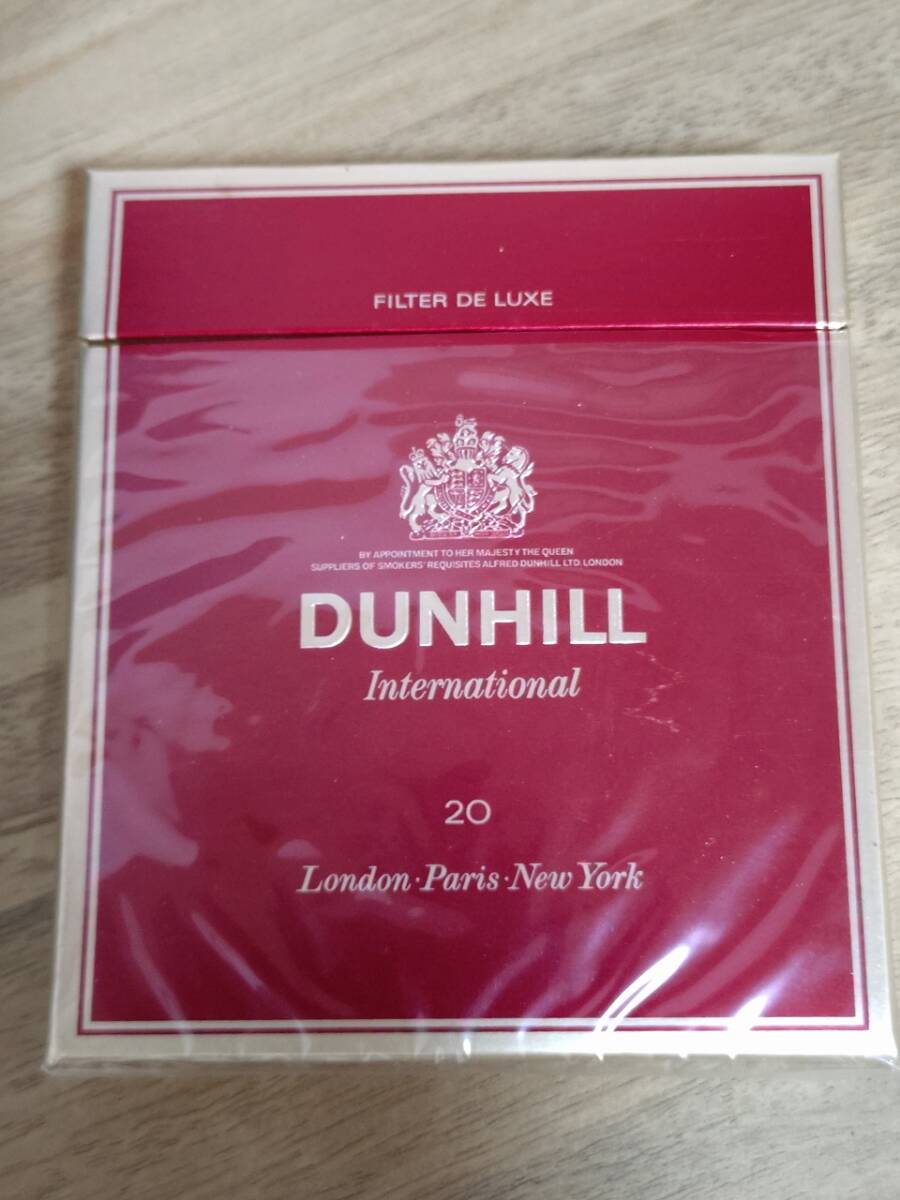 FILTER DE LUXE
BY APPOINTMENT TO HER MAJESTY THE QUEEN
SUPPLIERS OF SMOKERS' REQUISITES ALFRED DUNHILL LTD. LONDON
DUNHILL
International
20
London·Paris·New York